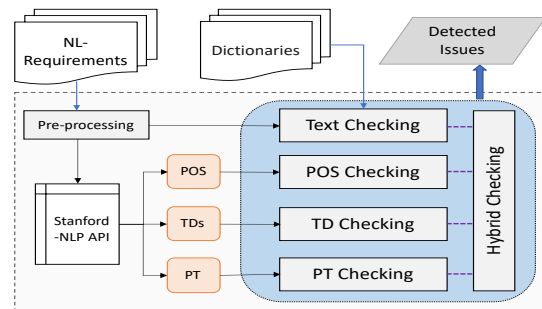 NL-
Requirements
Dictionaries
Detected
Issues
Pre-processing
Text Checking
POS
POS Checking
Stanford
-NLP API
TDs
TD Checking
PT
PT Checking
Hybrid Checking